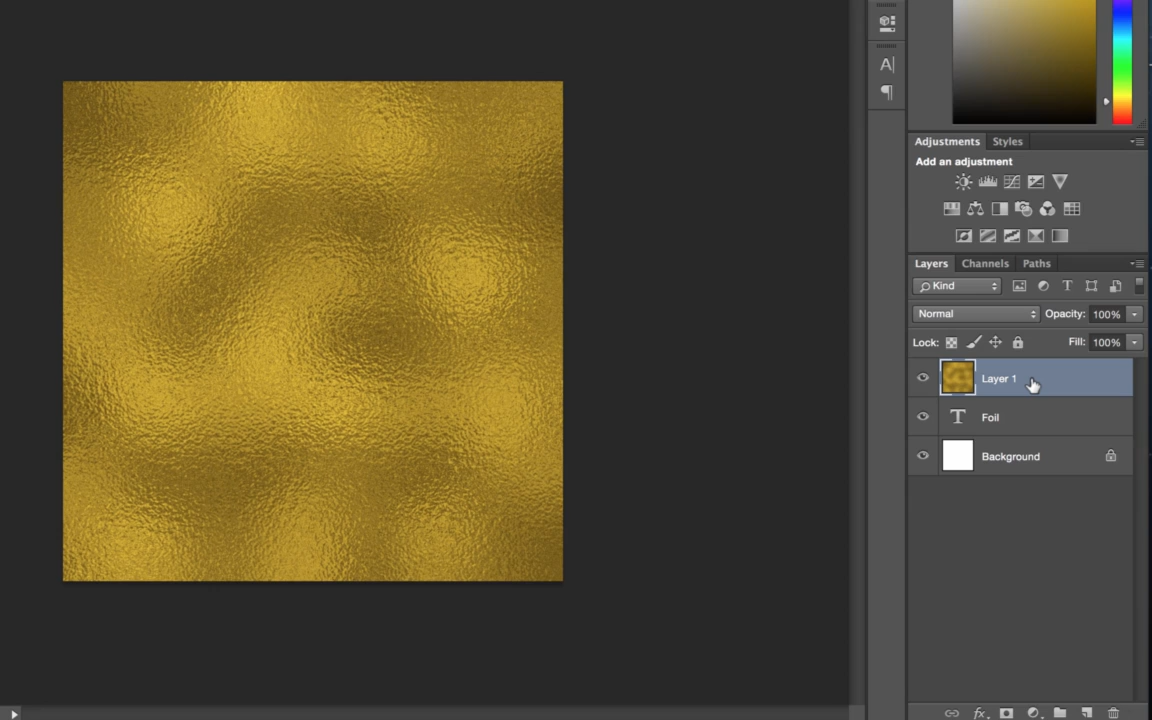 A|
Adjustments Styles
Add an adjustment
Layers Channels Paths
Kind T
Normal Opacity: 100%
Lock: Fill: 100%
Layer 1
T Foil
Background
fx.